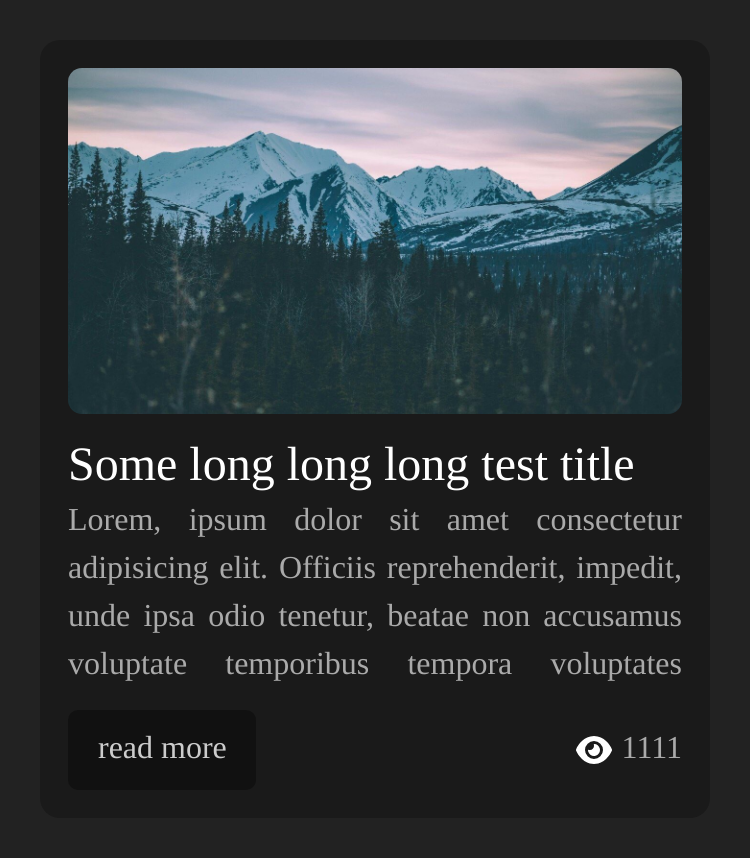 Some long long long test title
Lorem, ipsum dolor sit amet consectetur
adipisicing elit. Officiis reprehenderit, impedit,
unde ipsa odio tenetur, beatae non accusamus
voluptate temporibus tempora voluptates
read more
1111